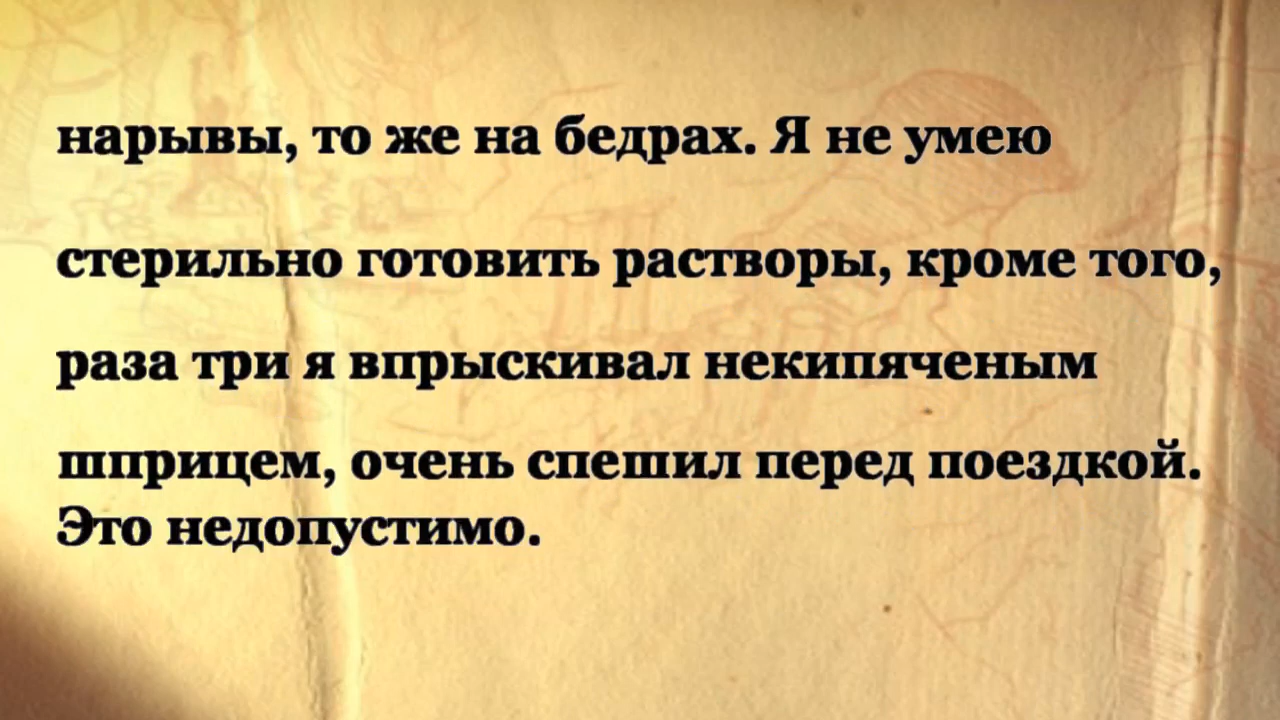 нарывы, то же на бедрах. Я не умею
стерильно готовить растворы, кроме того,
раза три я впрыскивал некипяченым
шприцем, очень спешил перед поездкой.
Это недопустимо.